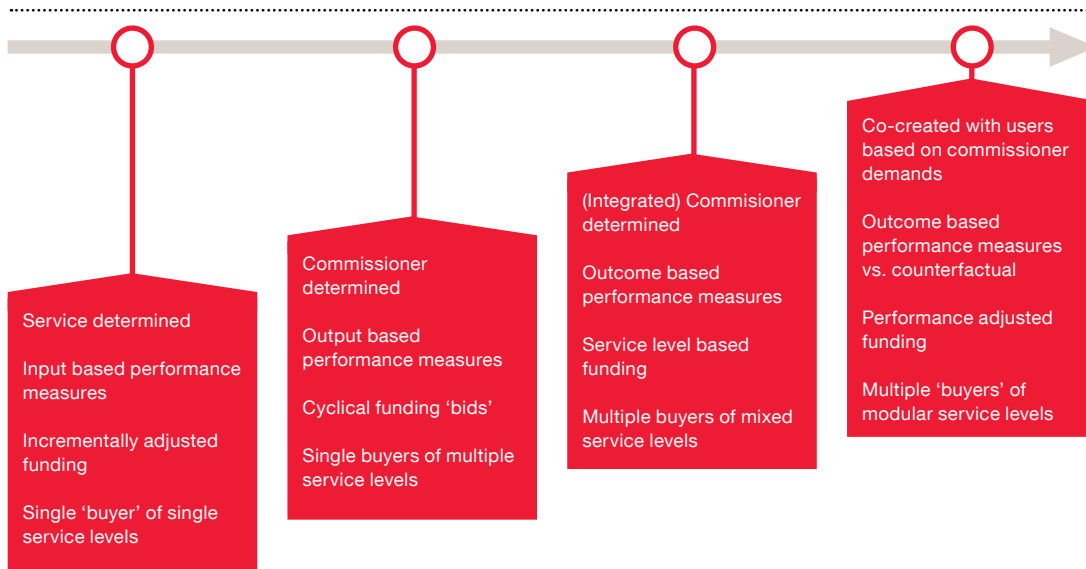 Service determined
Input based performance
measures
Incrementally adjusted
funding
Single ‘buyer’ of single
service levels
Commissioner
determined
Output based
performance measures
Cyclical funding ‘bids’
Single buyers of multiple
service levels
(Integrated) Commisioner
determined
Outcome based
performance measures
Service level based
funding
Multiple buyers of mixed
service levels
Co-created with users
based on commissioner
demands
Outcome based
performance measures
vs. counterfactual
Performance adjusted
funding
Multiple ‘buyers’ of
modular service levels